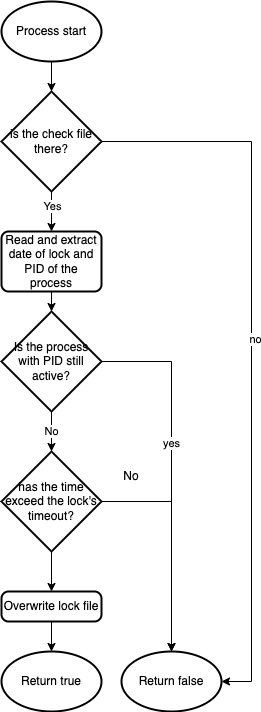 Process start
is the check file
there?
Yes
Read and extract
date of lock and
PID of the
process
Is the process
with PID still
active?
no
No
yes
has the time
exceed the lock's
timeout?
No
Overwrite lock file
Return true
Return false